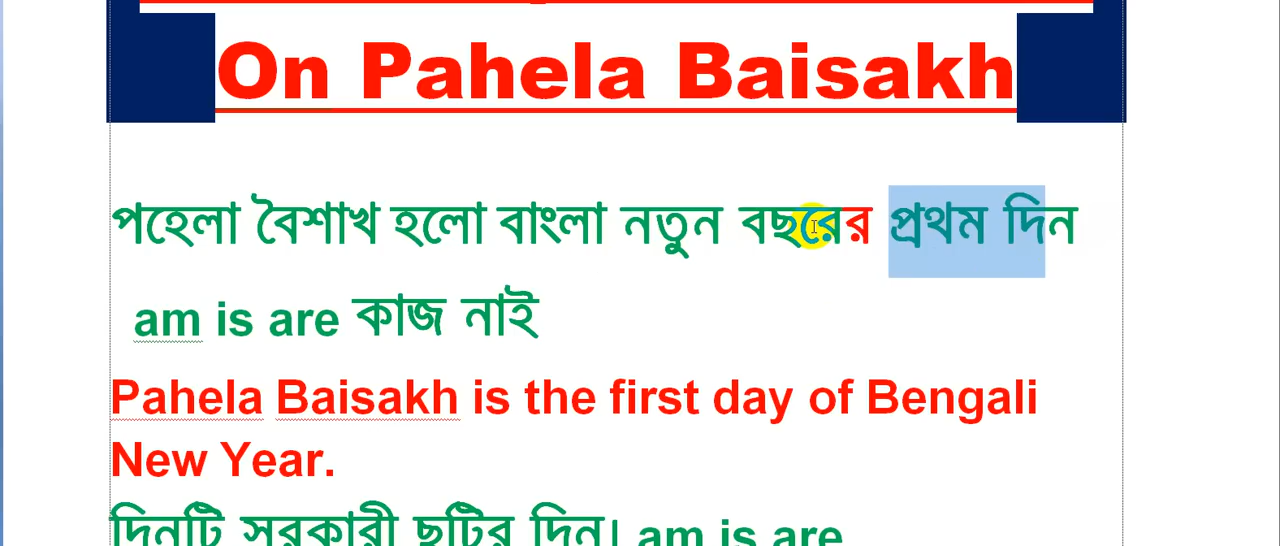 On Pahela Baisakh
পহেলা বৈশাখ হলো বাংলা নতুন বছরের প্রথম দিন
am is are কাজ নাই
Pahela Baisakh is the first day of Bengali
New Year.
দিনটি সরকারী ছুটির দিন। am is are